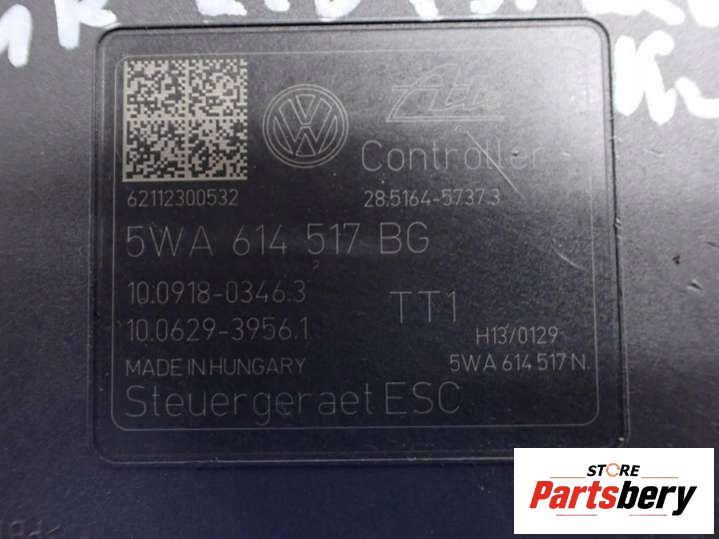 Ate
Controller
62112300532
28.5164-5737.3
5WA 614 517 BG
10.0918-0346.3
TT1
10.0629-3956.1
H13/0129
MADE IN HUNGARY
5WA 614 517 N
Steuergeraet ESC
STORE
Partsbery